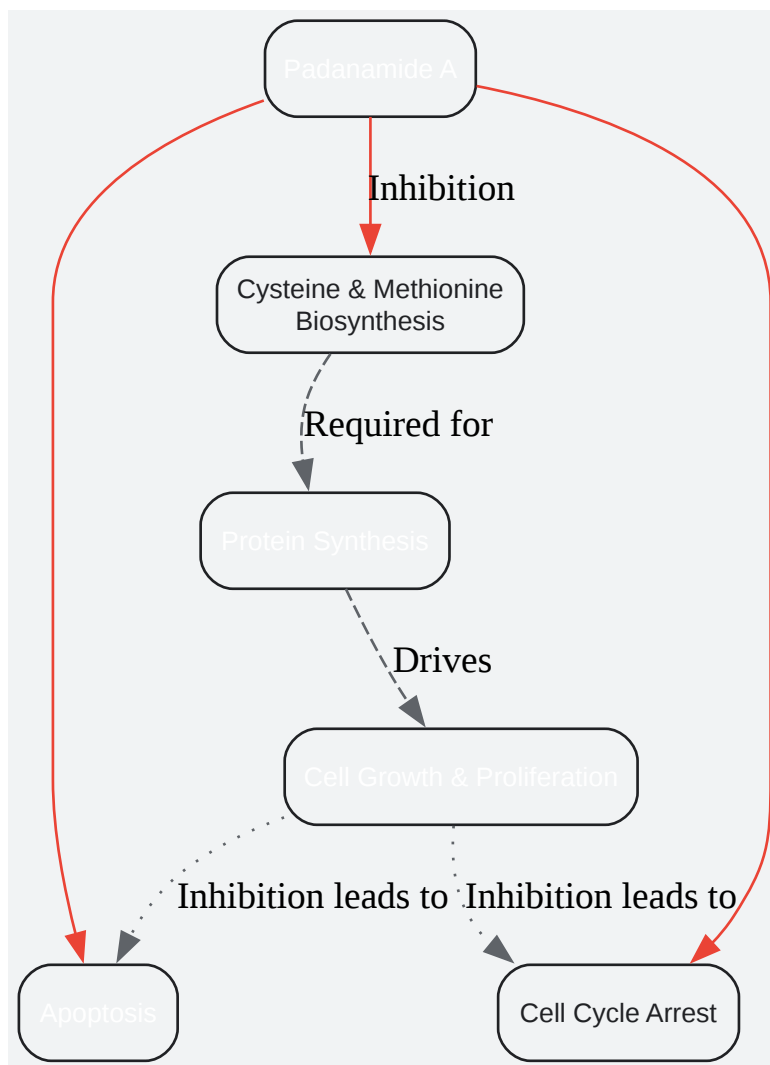 Padanamide A
Inhibition
Cysteine & Methionine
Biosynthesis
Required for
Protein Synthesis
Drives
Cell Growth & Proliferation
Inhibition leads to
Inhibition leads to
Apoptosis
Cell Cycle Arrest